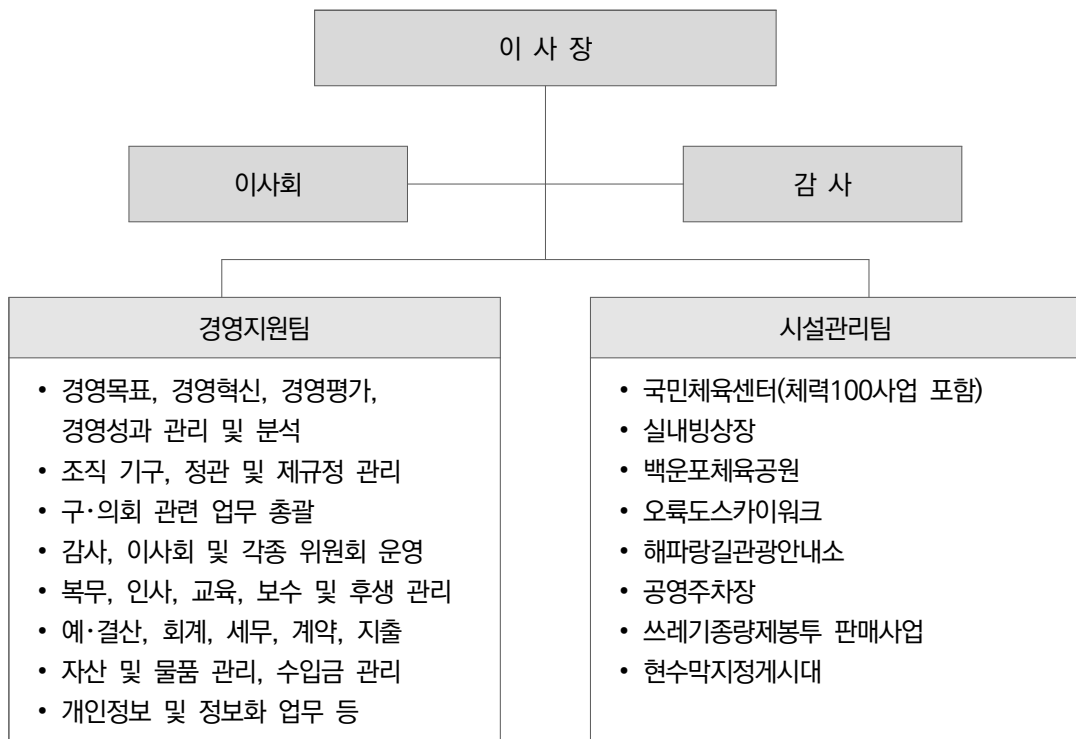 이 사 장
이사회
감 사
경영지원팀
• 경영목표, 경영혁신, 경영평가,
경영성과 관리 및 분석
• 조직 기구, 정관 및 제규정 관리
• 구·의회 관련 업무 총괄
• 감사, 이사회 및 각종 위원회 운영
• 복무, 인사, 교육, 보수 및 후생 관리
• 예·결산, 회계, 세무, 계약, 지출
• 자산 및 물품 관리, 수입금 관리
• 개인정보 및 정보화 업무 등
시설관리팀
• 국민체육센터(체력100사업 포함)
• 실내빙상장
• 백운포체육공원
• 오륙도스카이워크
• 해파랑길관광안내소
• 공영주차장
• 쓰레기종량제봉투 판매사업
• 현수막지정게시대